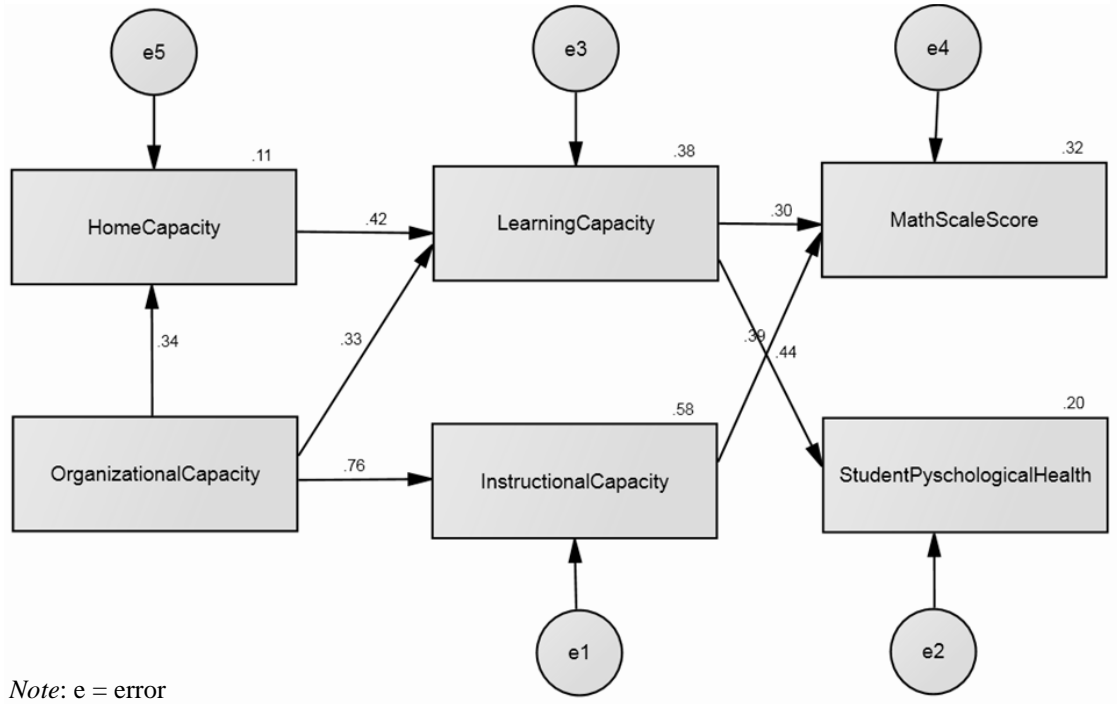 e5
e3
e4
.11
.38
.32
HomeCapacity
.42
LearningCapacity
.30
MathScaleScore
.34
.33
.39
.44
.58
.20
OrganizationalCapacity
.76
InstructionalCapacity
StudentPyschologicalHealth
e1
e2
Note: e = error